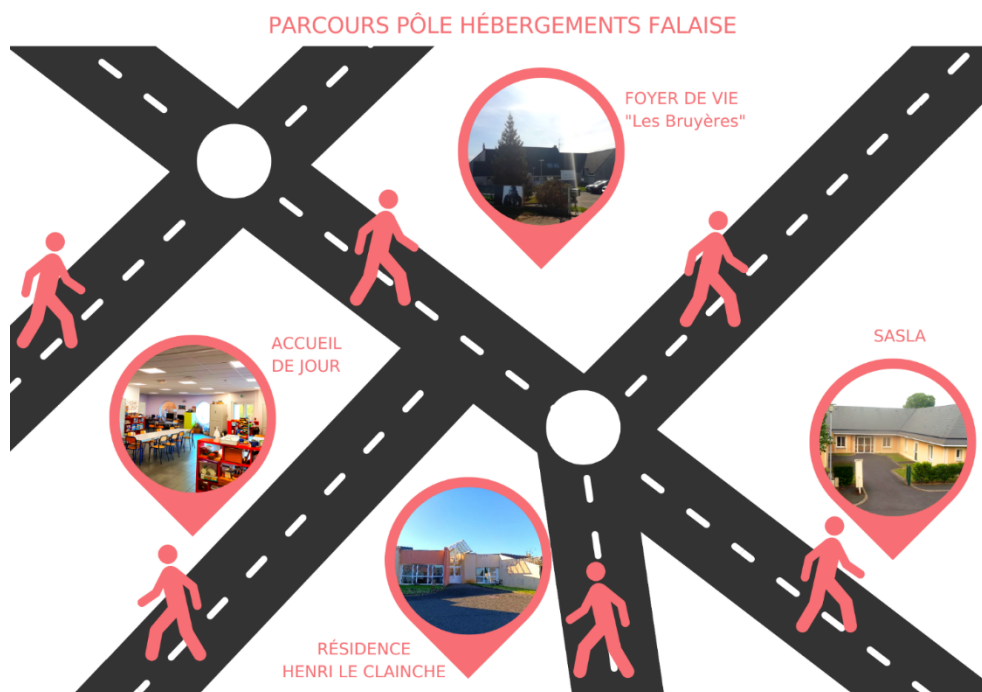 PARCOURS PÔLE HÉBERGEMENTS FALAISE
FOYER DE VIE
"Les Bruyères"
ACCUEIL
DE JOUR
SASLA
RÉSIDENCE
HENRI LE CLAINCHE